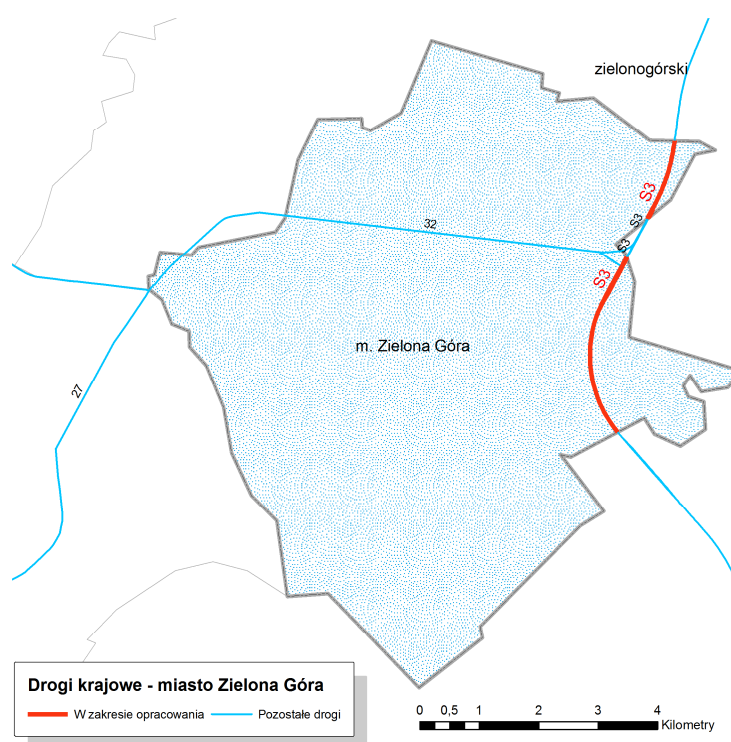 zielonogórski
S3
S3
32
S3
S3
m. Zielona Góra
27
Drogi krajowe - miasto Zielona Góra
W zakresie opracowania Pozostałe drogi
0 0,5 1 2 3 4
Kilometry